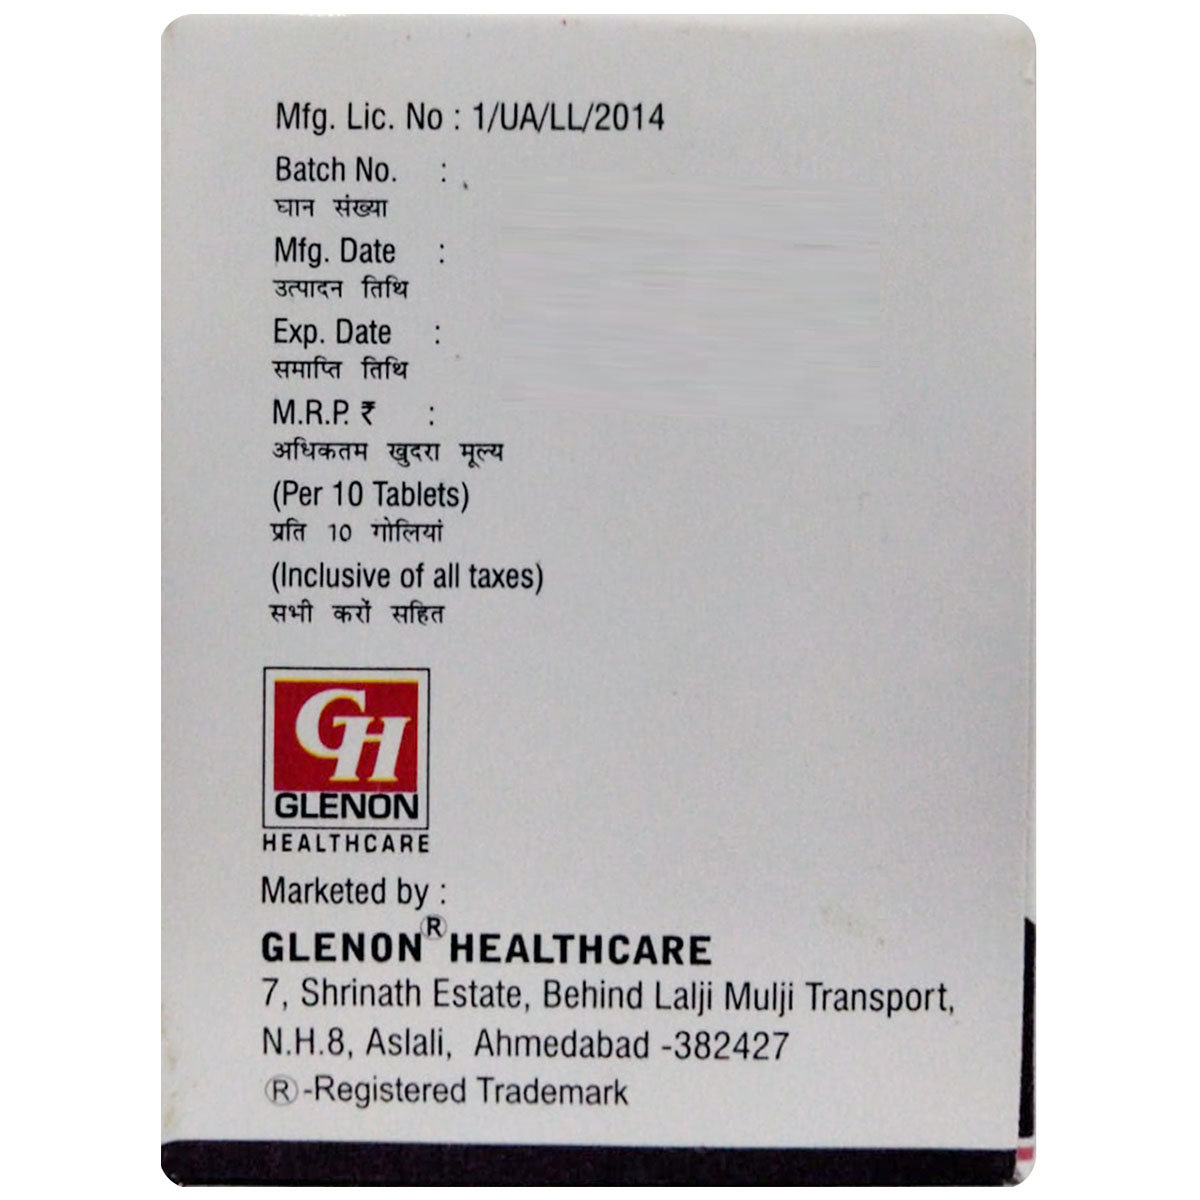 Mfg. Lic. No : 1/UA/LL/2014
Batch No. :
घान संख्या
Mfg. Date :
उत्पादन तिथि
Exp. Date :
समाप्ति तिथि
M.R.P. ₹ :
अधिकतम खुदरा मूल्य
(Per 10 Tablets)
प्रति 10 गोलियां
(Inclusive of all taxes)
सभी करों सहित
GH
GLENON
HEALTHCARE
Marketed by :
GLENON® HEALTHCARE
7, Shrinath Estate, Behind Lalji Mulji Transport,
N.H.8, Aslali, Ahmedabad -382427
®-Registered Trademark